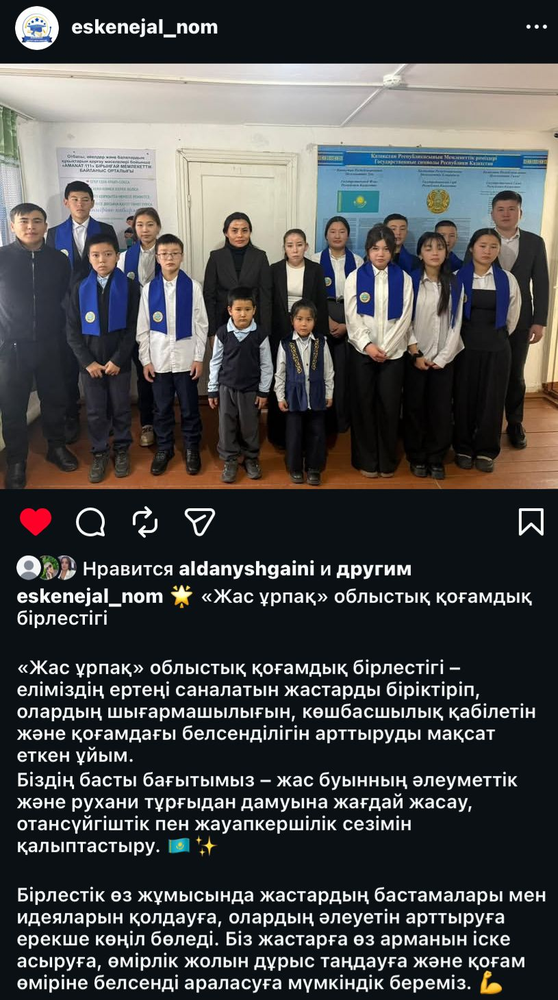 eskenejal_nom
Отбасы, әйелдер және балалардың
құқықтарын қорғау мәселелері бойынша
«AMANAT 111» БІРЫҢҒАЙ МЕМЛЕКЕТТІК
БАЙЛАНЫС ОРТАЛЫҒЫ
Қазақстан Республикасының Мемлекеттік рәміздері
Государственные символы Республики Казахстан
Нравится aldanyshgaini и другим
eskenejal_nom 🌟 «Жас ұрпақ» облыстық қоғамдық
бірлестігі
«Жас ұрпақ» облыстық қоғамдық бірлестігі –
еліміздің ертеңі саналатын жастарды біріктіріп,
олардың шығармашылығын, көшбасшылық қабілетін
және қоғамдағы белсенділігін арттыруды мақсат
еткен ұйым.
Біздің басты бағытымыз – жас буынның әлеуметтік
және рухани тұрғыдан дамуына жағдай жасау,
отансүйгіштік пен жауапкершілік сезімін
қалыптастыру. 🇰🇿 ✨
Бірлестік өз жұмысында жастардың бастамалары мен
идеяларын қолдауға, олардың әлеуетін арттыруға
ерекше көңіл бөледі. Біз жастарға өз арманын іске
асыруға, өмірлік жолын дұрыс таңдауға және қоғам
өміріне белсенді араласуға мүмкіндік береміз. 💪